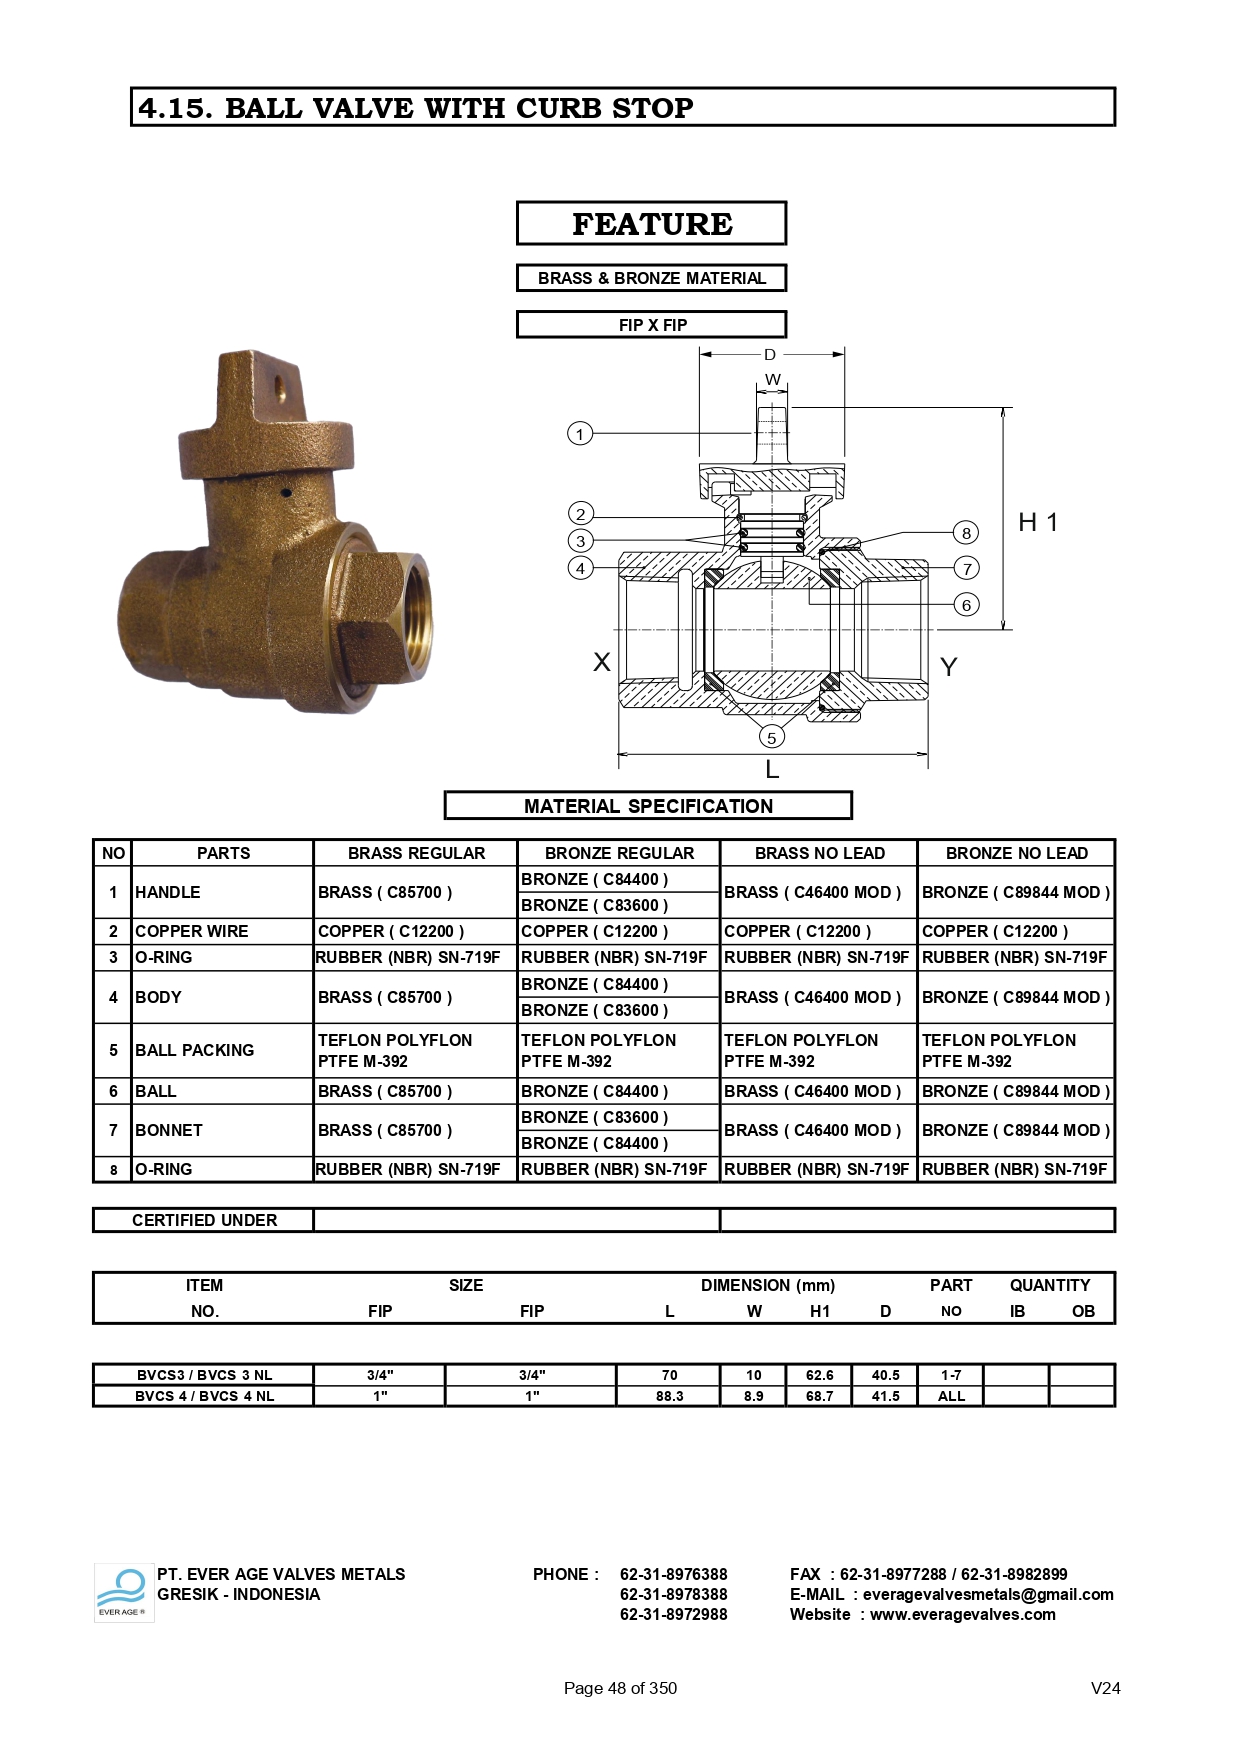 4.15. BALL VALVE WITH CURB STOP
FEATURE
BRASS & BRONZE MATERIAL
FIP X FIP
D
W
1
2
3
4
H 1
8
7
6
X
Y
5
L
MATERIAL SPECIFICATION
NO PARTS BRASS REGULAR BRONZE REGULAR BRASS NO LEAD BRONZE NO LEAD
1 HANDLE BRASS ( C85700 ) BRONZE ( C84400 ) BRONZE ( C83600 ) BRASS ( C46400 MOD ) BRONZE ( C89844 MOD )
2 COPPER WIRE COPPER ( C12200 ) COPPER ( C12200 ) COPPER ( C12200 ) COPPER ( C12200 )
3 O-RING RUBBER (NBR) SN-719F RUBBER (NBR) SN-719F RUBBER (NBR) SN-719F RUBBER (NBR) SN-719F
4 BODY BRASS ( C85700 ) BRONZE ( C84400 ) BRONZE ( C83600 ) BRASS ( C46400 MOD ) BRONZE ( C89844 MOD )
5 BALL PACKING TEFLON POLYFLON PTFE M-392 TEFLON POLYFLON PTFE M-392 TEFLON POLYFLON PTFE M-392 TEFLON POLYFLON PTFE M-392
6 BALL BRASS ( C85700 ) BRONZE ( C84400 ) BRASS ( C46400 MOD ) BRONZE ( C89844 MOD )
7 BONNET BRASS ( C85700 ) BRONZE ( C83600 ) BRONZE ( C84400 ) BRASS ( C46400 MOD ) BRONZE ( C89844 MOD )
8 O-RING RUBBER (NBR) SN-719F RUBBER (NBR) SN-719F RUBBER (NBR) SN-719F RUBBER (NBR) SN-719F
CERTIFIED UNDER
ITEM SIZE DIMENSION (mm) PART QUANTITY
NO. FIP FIP L W H1 D NO IB OB
BVCS3 / BVCS 3 NL 3/4" 3/4" 70 10 62.6 40.5 1-7
BVCS 4 / BVCS 4 NL 1" 1" 88.3 8.9 68.7 41.5 ALL
EVER AGE ®
PT. EVER AGE VALVES METALS PHONE : 62-31-8976388 FAX : 62-31-8977288 / 62-31-8982899
GRESIK - INDONESIA 62-31-8978388 E-MAIL : everagevalvesmetals@gmail.com
62-31-8972988 Website : www.everagevalves.com
Page 48 of 350 V24